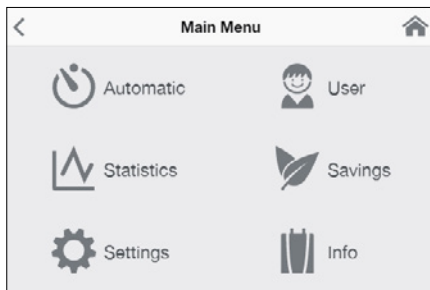 Main Menu
Automatic
User
Statistics
Savings
Settings
Info